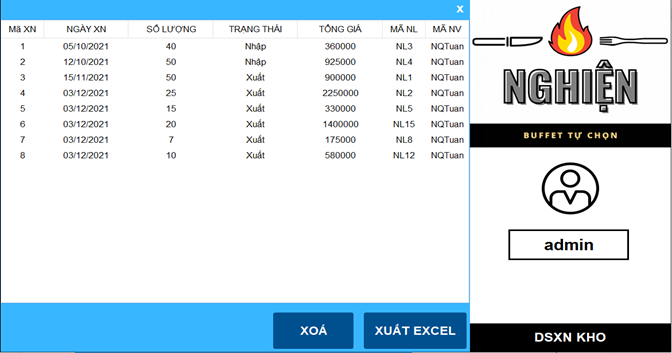 x
Mã XN NGÀY XN SỐ LƯỢNG TRẠNG THÁI TỔNG GIÁ MÃ NL MÃ NV
1 05/10/2021 40 Nhập 360000 NL3 NQTuan
2 12/10/2021 50 Nhập 925000 NL4 NQTuan
3 15/11/2021 50 Xuất 900000 NL1 NQTuan
4 03/12/2021 25 Xuất 2250000 NL2 NQTuan
5 03/12/2021 15 Xuất 330000 NL5 NQTuan
6 03/12/2021 20 Xuất 1400000 NL15 NQTuan
7 03/12/2021 7 Xuất 175000 NL8 NQTuan
8 03/12/2021 10 Xuất 580000 NL12 NQTuan
XOÁ
XUẤT EXCEL
NGHIỆN
BUFFET TỰ CHỌN
admin
DSXN KHO